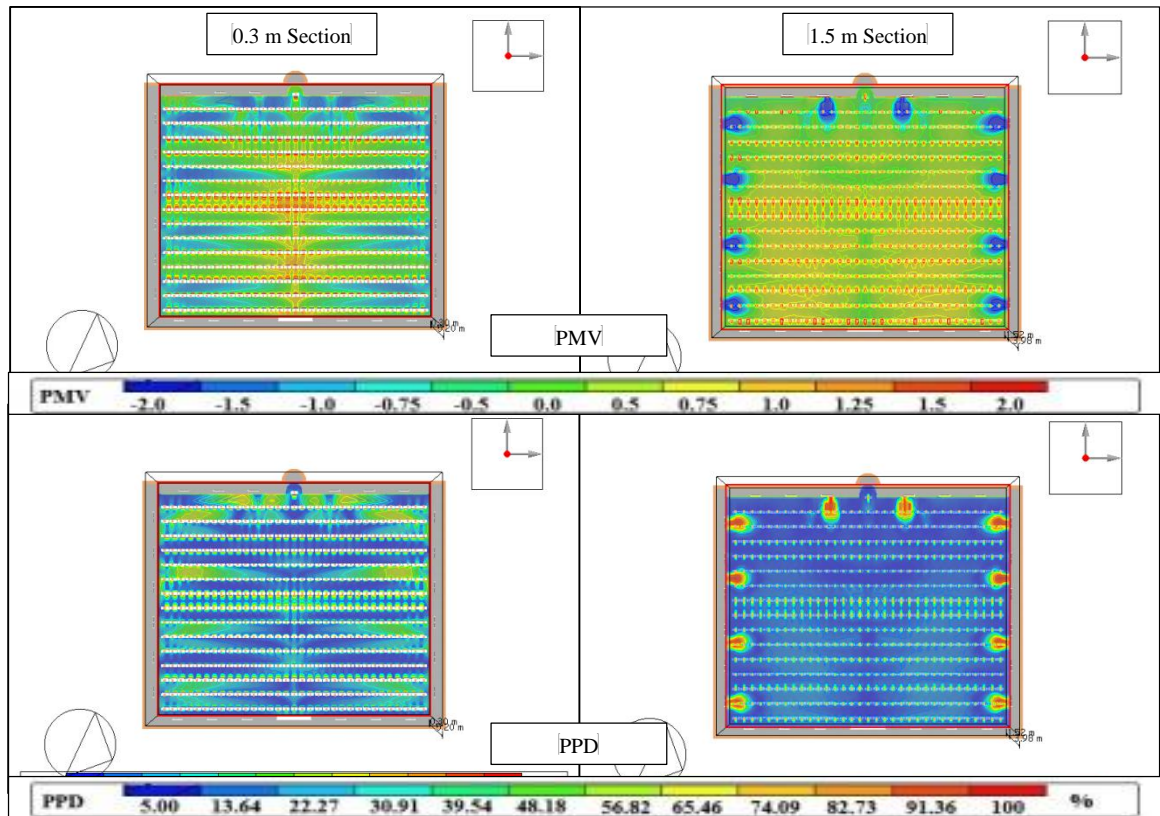 0.3 m Section
1.5 m Section
PMV
PMV -2.0 -1.5 -1.0 -0.75 -0.5 0.0 0.5 0.75 1.0 1.25 1.5 2.0
PPD
PPD 5.00 13.64 22.27 30.91 39.54 48.18 56.82 65.46 74.09 82.73 91.36 100 %